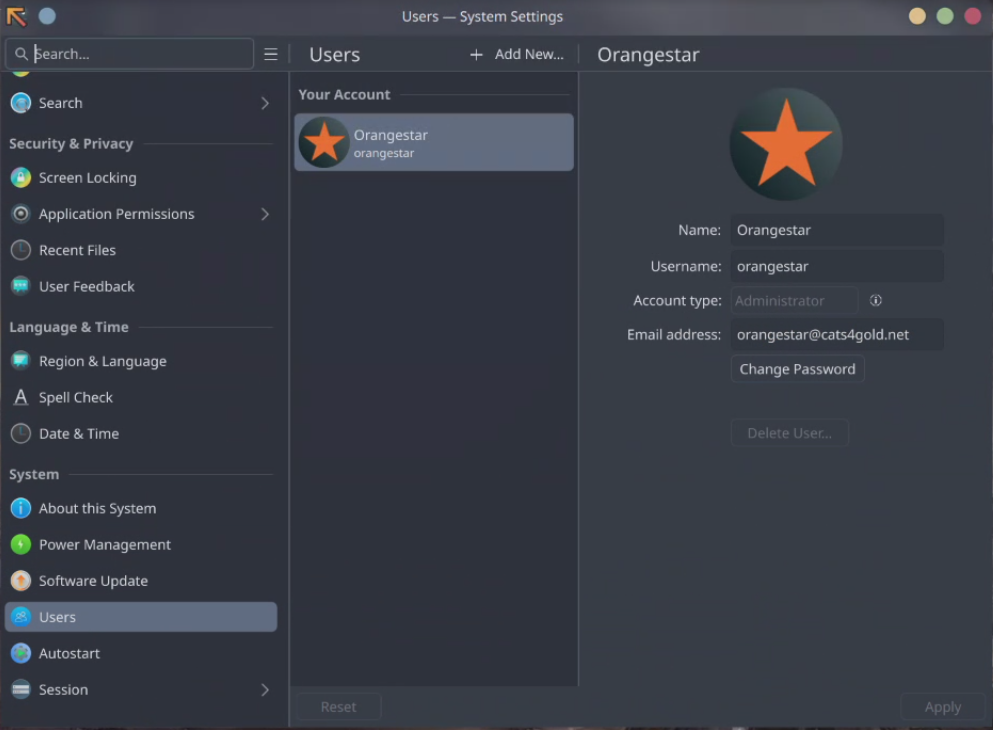 Users — System Settings
Search...
Search
Security & Privacy
Screen Locking
Application Permissions
Recent Files
User Feedback
Language & Time
Region & Language
Spell Check
Date & Time
System
About this System
Power Management
Software Update
Users
Autostart
Session
Users
Add New...
Your Account
Orangestar
orangestar
Reset
Orangestar
Name: Orangestar
Username: orangestar
Account type: Administrator
Email address: orangestar@cats4gold.net
Change Password
Delete User...
Apply